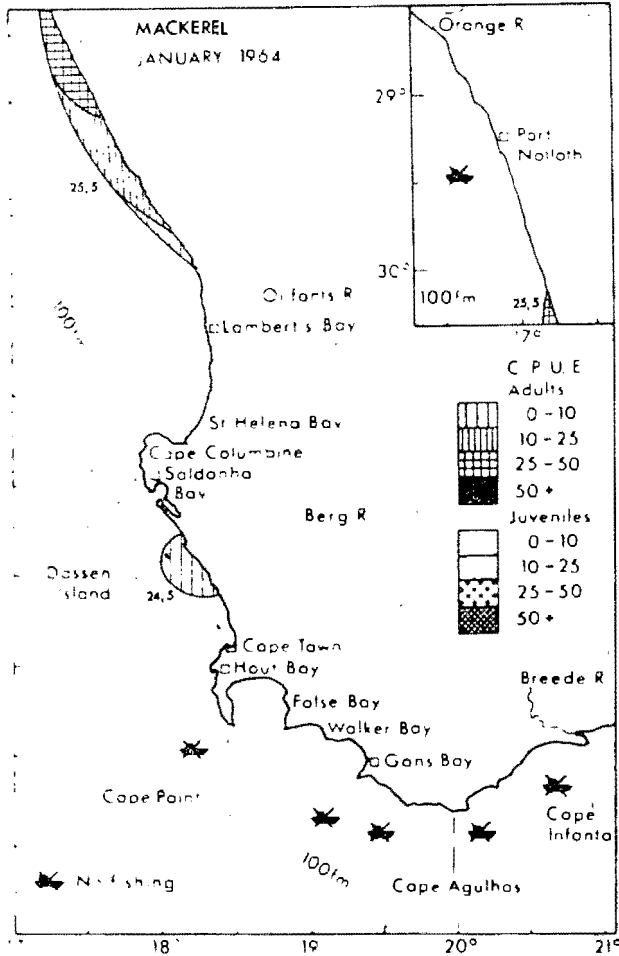 MACKEREL
JANUARY 1964
Orange R
29°
Port
Nolloth
30°
100fm
25,5
17°
25,5
100fm
Olifants R
Lambert's Bay
St Helena Bay
Cape Columbine
Saldanha
Bay
Berg R
Dassen
Island
24,5
Cape Town
Hout Bay
False Bay
Walker Bay
Gans Bay
Breede R
Cape Point
Cape
Infanta
100fm
Cape Agulhas
No fishing
C P U E
Adults
0-10
10-25
25-50
50+
Juveniles
0-10
10-25
25-50
50+
17
18°
19
20°
21°